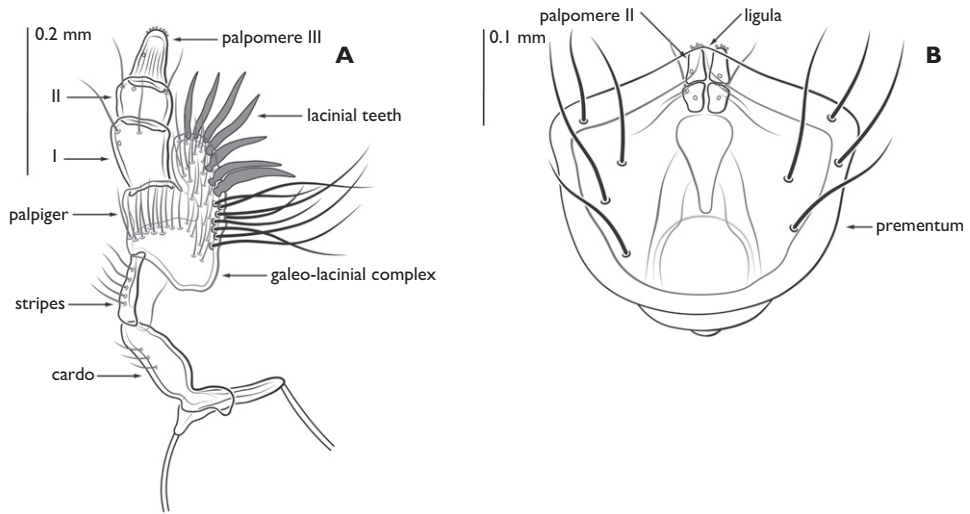 0.2 mm
palpomere III
A
II
lacinial teeth
I
palpiger
galeo-lacinial complex
stripes
cardo
palpomere II
ligula
0.1 mm
B
prementum